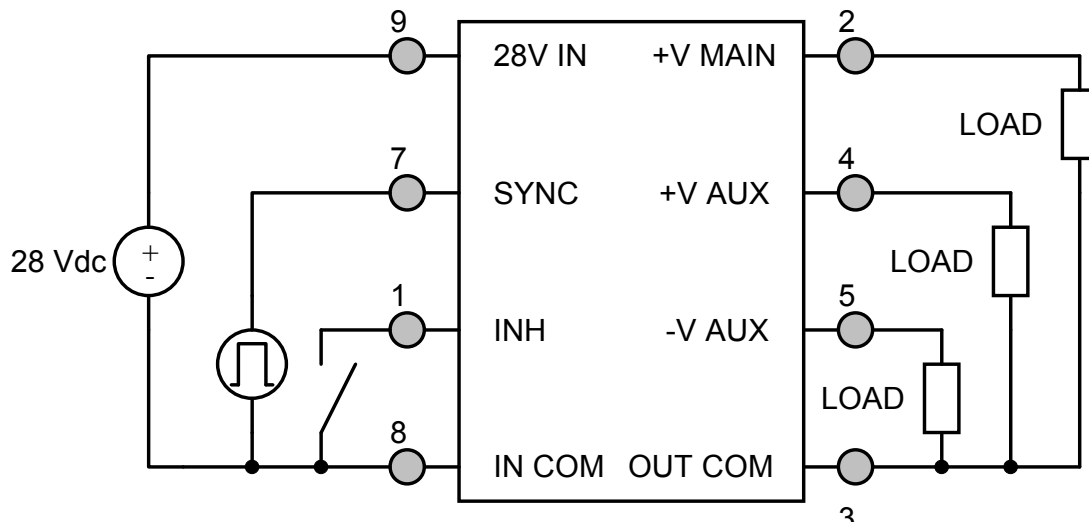 9
2
28V IN
+V MAIN
LOAD
7
4
SYNC
+V AUX
28 Vdc
+
-
LOAD
1
5
INH
-V AUX
LOAD
8
IN COM
OUT COM
3